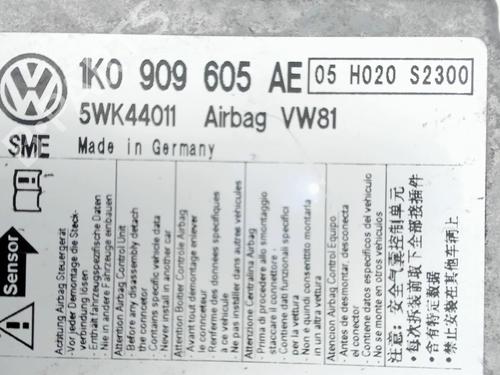 1K0 909 605 AE
05 H020 S2300
5WK44011 Airbag VW81
SME Made in Germany
Sensor
Achtung Airbag Steuergerät
- Vor jeder Demontage die Steck-
verbindung lösen
- Enthält fahrzeugspezifische Daten
- Nie in andere Fahrzeuge einbauen
Attention Airbag Control Unit
- Before any disassembly detach
the connector
- Contains specific vehicle data
- Never install in another car
Attention Boitier Controle Airbag
- Avant tout demontage enlever
le connecteur
- Renferme des données spécifiques
a ce véhicule
- Ne pas installer dans autres véhicules
Attenzione Centralina Airbag
- Prima di procedere allo smontaggio
staccare il connettore
- Contiene dati funzionali specifici
per la vettura
- Non e quindi consentito montarla
in un altra vettura
Atencion Airbag Control Equipo
- Antes de desmontar, desconecta
el conector
- Contiene datos especificos del vehiculo
- No se monte en otros vehiculos
注意: 安全气囊控制单元
每次拆装前取下全部接插件
含有特定数据
禁止安装在其他车辆上